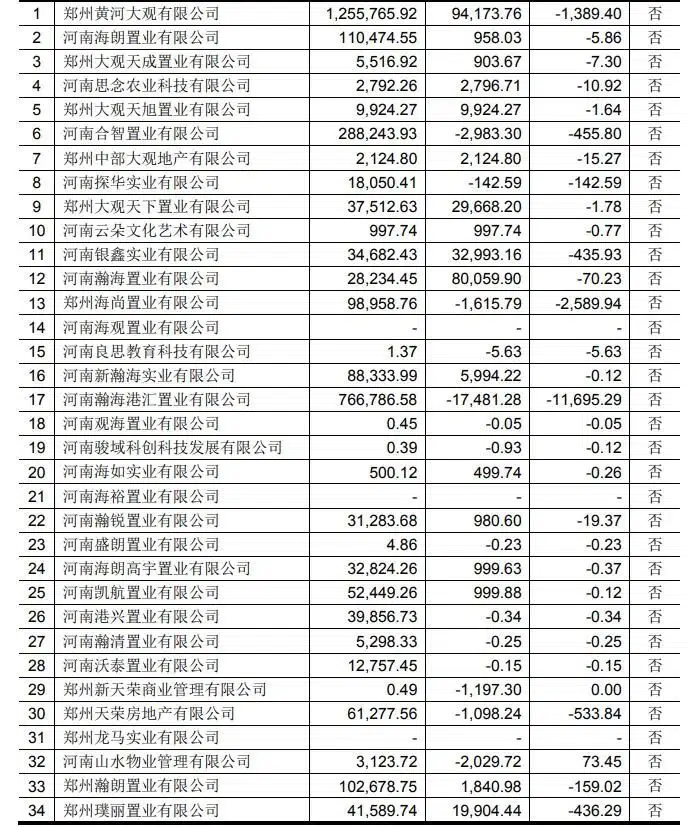 1 郑州黄河大观有限公司 1,255,765.92 94,173.76 -1,389.40 否
2 河南海朗置业有限公司 110,474.55 958.03 -5.86 否
3 郑州大观天成置业有限公司 5,516.92 903.67 -7.30 否
4 河南思念农业科技有限公司 2,792.26 2,796.71 -10.92 否
5 郑州大观天旭置业有限公司 9,924.27 9,924.27 -1.64 否
6 河南合智置业有限公司 288,243.93 -2,983.30 -455.80 否
7 郑州中部大观地产有限公司 2,124.80 2,124.80 -15.27 否
8 河南探华实业有限公司 18,050.41 -142.59 -142.59 否
9 郑州大观天下置业有限公司 37,512.63 29,668.20 -1.78 否
10 河南云朵文化艺术有限公司 997.74 997.74 -0.77 否
11 河南银鑫实业有限公司 34,682.43 32,993.16 -435.93 否
12 河南瀚海置业有限公司 28,234.45 80,059.90 -70.23 否
13 郑州海尚置业有限公司 98,958.76 -1,615.79 -2,589.94 否
14 河南海观置业有限公司 - - - 否
15 河南良思教育科技有限公司 1.37 -5.63 -5.63 否
16 河南新瀚海实业有限公司 88,333.99 5,994.22 -0.12 否
17 河南瀚海港汇置业有限公司 766,786.58 -17,481.28 -11,695.29 否
18 河南观海置业有限公司 0.45 -0.05 -0.05 否
19 河南骏域科创科技发展有限公司 0.39 -0.93 -0.12 否
20 河南海如实业有限公司 500.12 499.74 -0.26 否
21 河南海裕置业有限公司 - - - 否
22 河南瀚锐置业有限公司 31,283.68 980.60 -19.37 否
23 河南盛朗置业有限公司 4.86 -0.23 -0.23 否
24 河南海朗高宇置业有限公司 32,824.26 999.63 -0.37 否
25 河南凯航置业有限公司 52,449.26 999.88 -0.12 否
26 河南港兴置业有限公司 39,856.73 -0.34 -0.34 否
27 河南瀚清置业有限公司 5,298.33 -0.25 -0.25 否
28 河南沃泰置业有限公司 12,757.45 -0.15 -0.15 否
29 郑州新天荣商业管理有限公司 0.49 -1,197.30 0.00 否
30 郑州天荣房地产有限公司 61,277.56 -1,098.24 -533.84 否
31 郑州龙马实业有限公司 - - - 否
32 河南山水物业管理有限公司 3,123.72 -2,029.72 73.45 否
33 郑州瀚朗置业有限公司 102,678.75 1,840.98 -159.02 否
34 郑州璞丽置业有限公司 41,589.74 19,904.44 -436.29 否